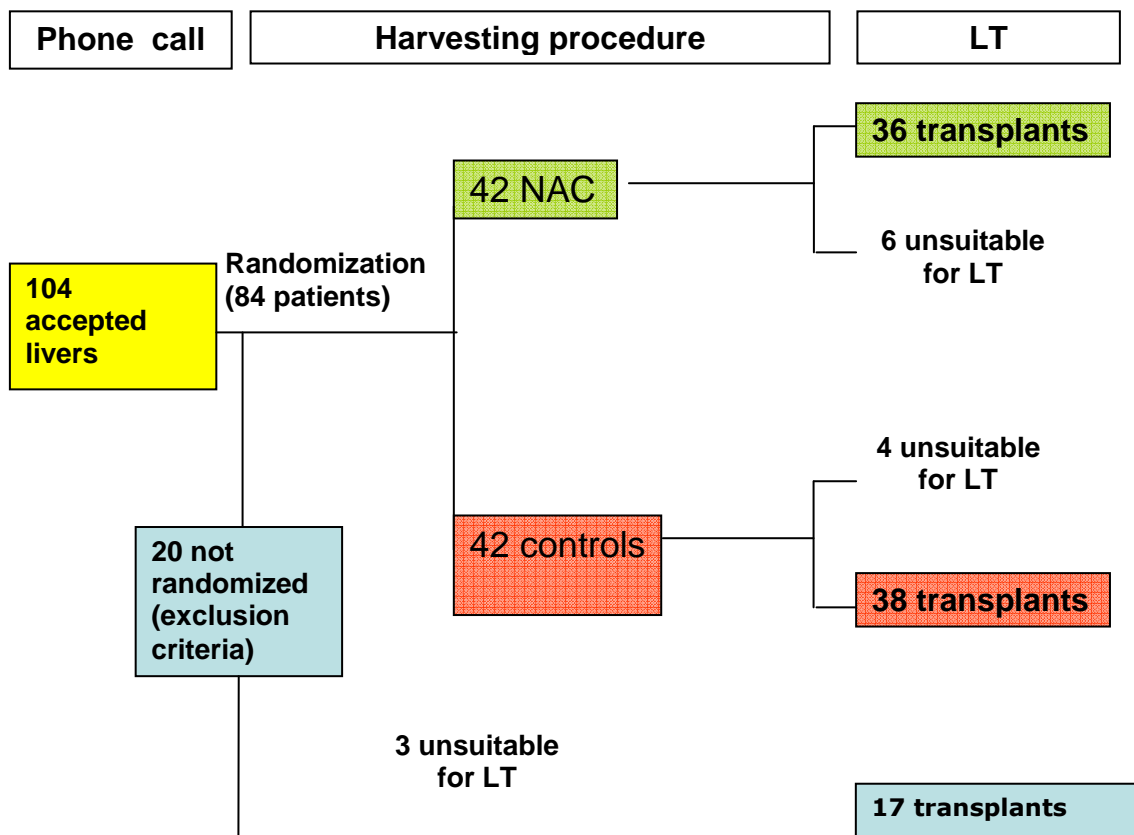 Phone call
Harvesting procedure
LT
36 transplants
42 NAC
6 unsuitable
for LT
Randomization
(84 patients)
104
accepted
livers
4 unsuitable
for LT
42 controls
20 not
randomized
(exclusion
criteria)
38 transplants
3 unsuitable
for LT
17 transplants